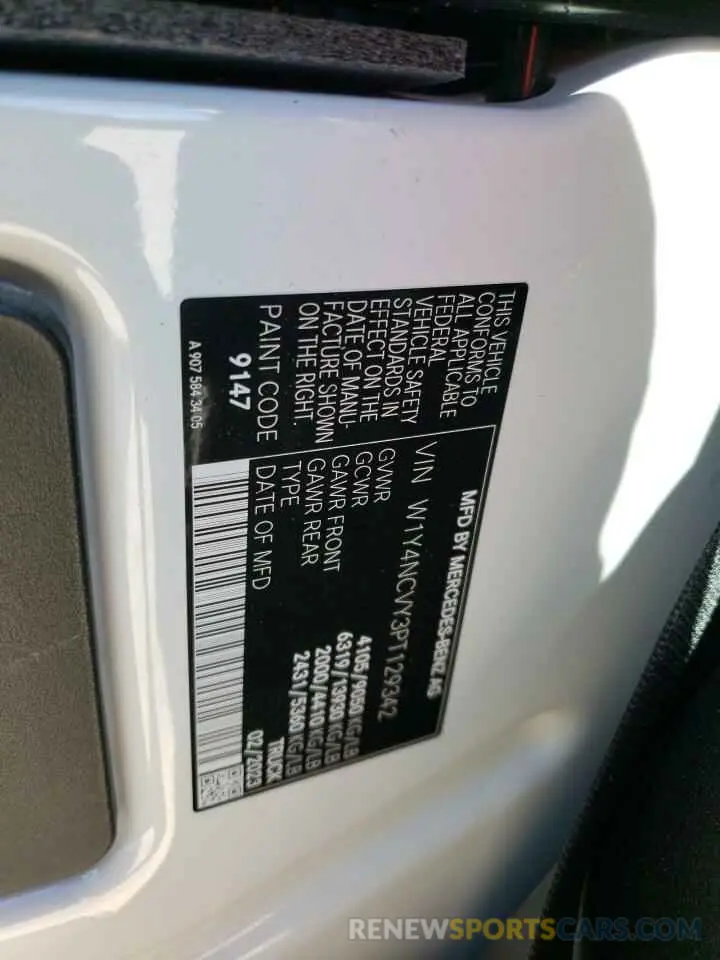 MFD BY MERCEDES-BENZ AG
THIS VEHICLE
CONFORMS TO
ALL APPLICABLE
FEDERAL
VEHICLE SAFETY
STANDARDS IN
EFFECT ON THE
DATE OF MANU-
FACTURE SHOWN
ON THE RIGHT.
PAINT CODE
9147
A 907 584 34 05
VIN W1Y4NCVY3PT129342
GVWR 4105/9050 KG/LB
GCWR 6319/13930 KG/LB
GAWR FRONT 2000/4410 KG/LB
GAWR REAR 2431/5360 KG/LB
TYPE TRUCK
DATE OF MFD 02/2023
RENEWSPORTSCARS.COM